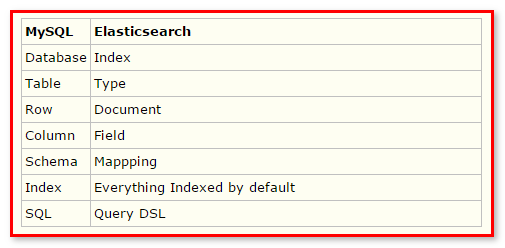 MySQL Elasticsearch
Database Index
Table Type
Row Document
Column Field
Schema Mappping
Index Everything Indexed by default
SQL Query DSL